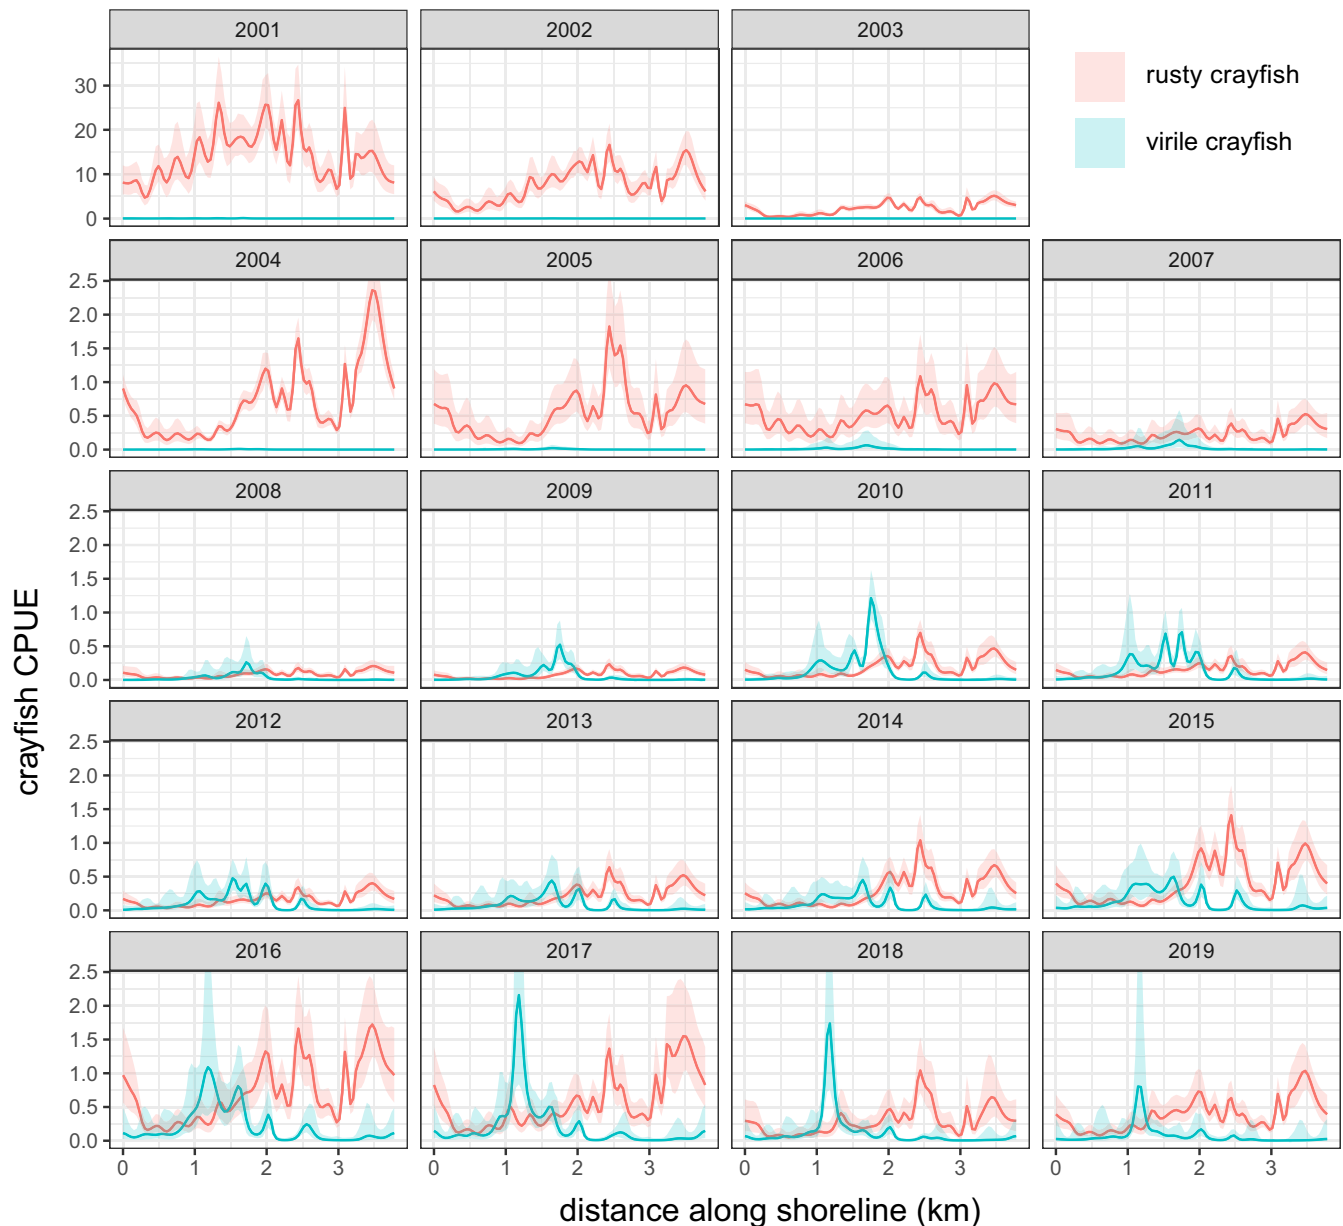 2001 2002 2003
rusty crayfish
virile crayfish
30
20
10
0
2004 2005 2006 2007
2.5
2.0
1.5
1.0
0.5
0.0
2008 2009 2010 2011
2.5
2.0
1.5
1.0
0.5
0.0
crayfish CPUE
2012 2013 2014 2015
2.5
2.0
1.5
1.0
0.5
0.0
2016 2017 2018 2019
2.5
2.0
1.5
1.0
0.5
0.0
0 1 2 3 0 1 2 3 0 1 2 3 0 1 2 3
distance along shoreline (km)